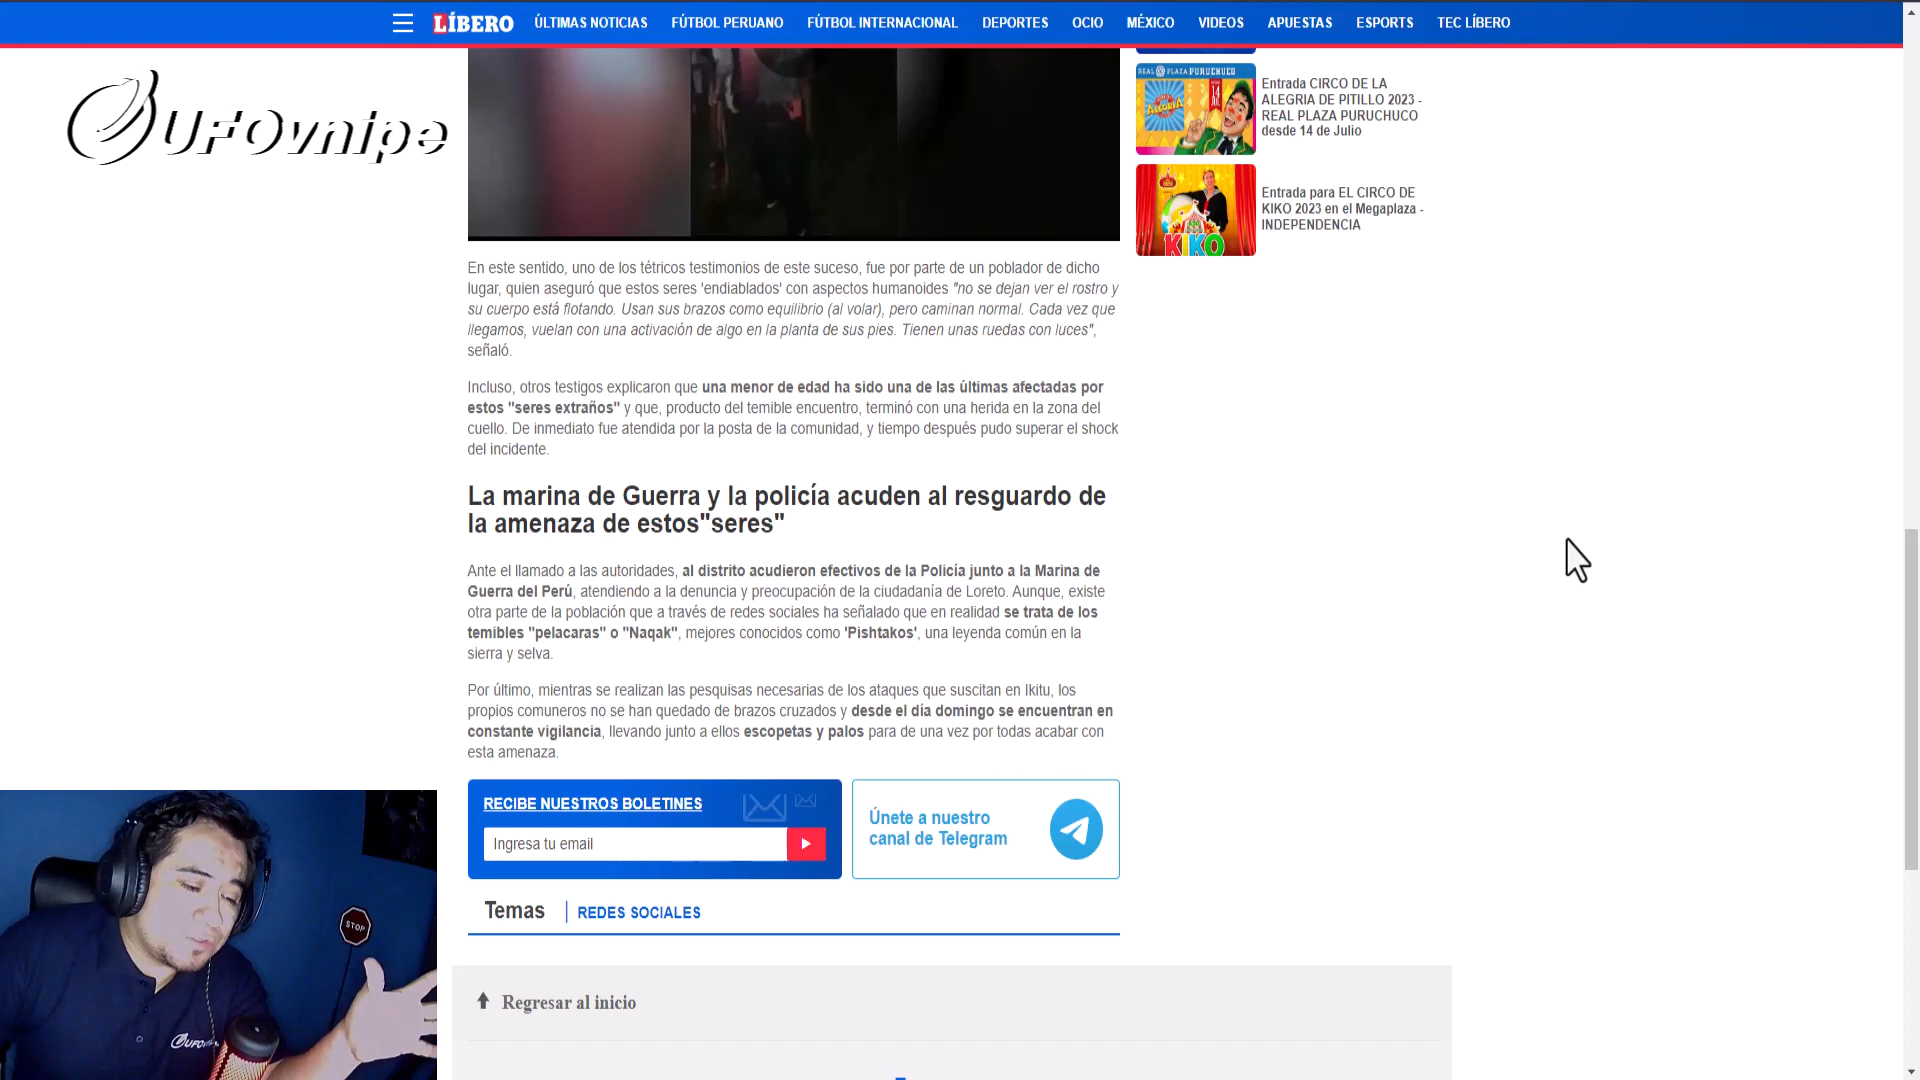 LÍBERO
ÚLTIMAS NOTICIAS
FÚTBOL PERUANO
FÚTBOL INTERNACIONAL
DEPORTES
OCIO
MÉXICO
VIDEOS
APUESTAS
ESPORTS
TEC LÍBERO
UFOvnipe
REAL PLAZA PURUCHUCO
ALEGRIA
14
Entrada CIRCO DE LA
ALEGRIA DE PITILLO 2023 -
REAL PLAZA PURUCHUCO
desde 14 de Julio
KIKO
Entrada para EL CIRCO DE
KIKO 2023 en el Megaplaza -
INDEPENDENCIA
En este sentido, uno de los tétricos testimonios de este suceso, fue por parte de un poblador de dicho
lugar, quien aseguró que estos seres 'endiablados' con aspectos humanoides "no se dejan ver el rostro y
su cuerpo está flotando. Usan sus brazos como equilibrio (al volar), pero caminan normal. Cada vez que
llegamos, vuelan con una activación de algo en la planta de sus pies. Tienen unas ruedas con luces",
señaló.
Incluso, otros testigos explicaron que una menor de edad ha sido una de las últimas afectadas por
estos "seres extraños" y que, producto del temible encuentro, terminó con una herida en la zona del
cuello. De inmediato fue atendida por la posta de la comunidad, y tiempo después pudo superar el shock
del incidente.
La marina de Guerra y la policía acuden al resguardo de
la amenaza de estos"seres"
Ante el llamado a las autoridades, al distrito acudieron efectivos de la Policía junto a la Marina de
Guerra del Perú, atendiendo a la denuncia y preocupación de la ciudadanía de Loreto. Aunque, existe
otra parte de la población que a través de redes sociales ha señalado que en realidad se trata de los
temibles "pelacaras" o "Naqak", mejores conocidos como 'Pishtakos', una leyenda común en la
sierra y selva.
Por último, mientras se realizan las pesquisas necesarias de los ataques que suscitan en Ikitu, los
propios comuneros no se han quedado de brazos cruzados y desde el día domingo se encuentran en
constante vigilancia, llevando junto a ellos escopetas y palos para de una vez por todas acabar con
esta amenaza.
RECIBE NUESTROS BOLETINES
Ingresa tu email
Únete a nuestro
canal de Telegram
Temas
REDES SOCIALES
STOP
Regresar al inicio